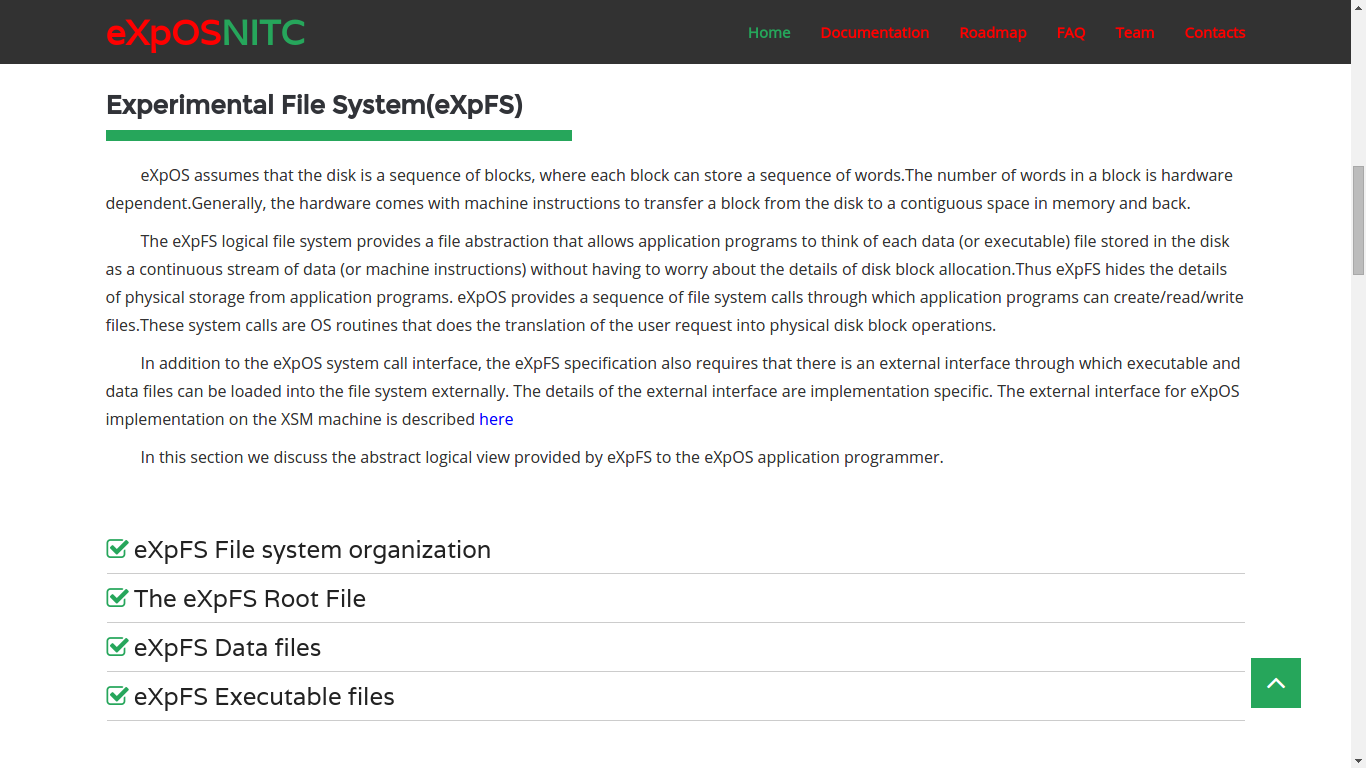 eXpOSNITC
Home Documentation Roadmap FAQ Team Contacts
Experimental File System(eXpFS)
eXpOS assumes that the disk is a sequence of blocks, where each block can store a sequence of words.The number of words in a block is hardware
dependent.Generally, the hardware comes with machine instructions to transfer a block from the disk to a contiguous space in memory and back.
The eXpFS logical file system provides a file abstraction that allows application programs to think of each data (or executable) file stored in the disk
as a continuous stream of data (or machine instructions) without having to worry about the details of disk block allocation.Thus eXpFS hides the details
of physical storage from application programs. eXpOS provides a sequence of file system calls through which application programs can create/read/write
files.These system calls are OS routines that does the translation of the user request into physical disk block operations.
In addition to the eXpOS system call interface, the eXpFS specification also requires that there is an external interface through which executable and
data files can be loaded into the file system externally. The details of the external interface are implementation specific. The external interface for eXpOS
implementation on the XSM machine is described here
In this section we discuss the abstract logical view provided by eXpFS to the eXpOS application programmer.
eXpFS File system organization
The eXpFS Root File
eXpFS Data files
eXpFS Executable files